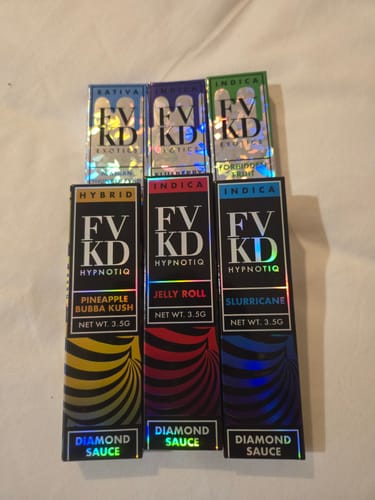 SATIVA
FV
KD
EXOTICS
INDICA
FV
KD
EXOTICS
BLUEBERRY
INDICA
FV
KD
EXOTICS
FORBIDDEN
FRUIT
HYBRID
FV
KD
HYPNOTIQ
PINEAPPLE
BUBBA KUSH
NET WT. 3.5G
DIAMOND
SAUCE
INDICA
FV
KD
HYPNOTIQ
JELLY ROLL
NET WT. 3.5G
DIAMOND
SAUCE
INDICA
FV
KD
HYPNOTIQ
SLURRICANE
NET WT. 3.5G
DIAMOND
SAUCE